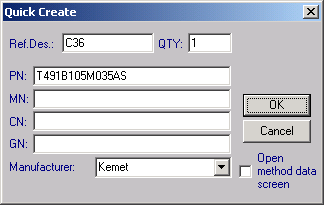 Quick Create
Ref.Des.: C36 QTY: 1
PN: T491B105M035AS
MN:
CN:
GN:
Manufacturer: Kemet
OK
Cancel
Open
method data
screen